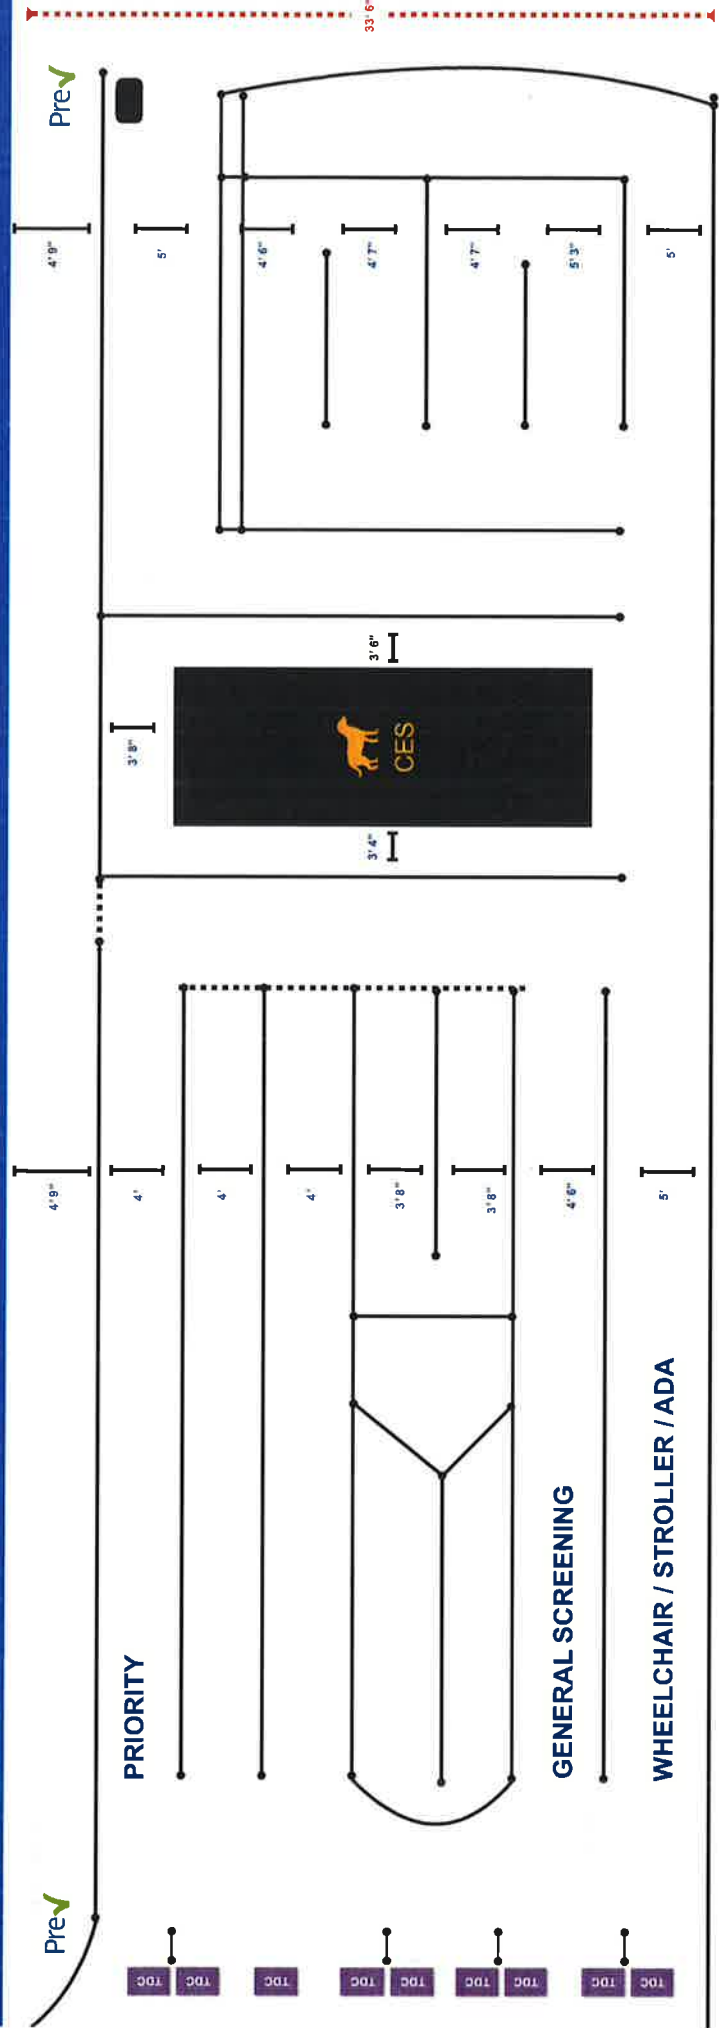 33' 6"
Pre✓
4' 9"
5'
4' 6"
4' 7"
4' 7"
5' 3"
5'
3' 6"
3' 8"
CES
3' 4"
4' 9"
4'
4'
4'
3' 8"
3' 8"
4' 6"
5'
PRIORITY
GENERAL SCREENING
WHEELCHAIR / STROLLER / ADA
Pre✓
TDC
TDC
TDC
TDC
TDC
TDC
TDC
TDC
TDC